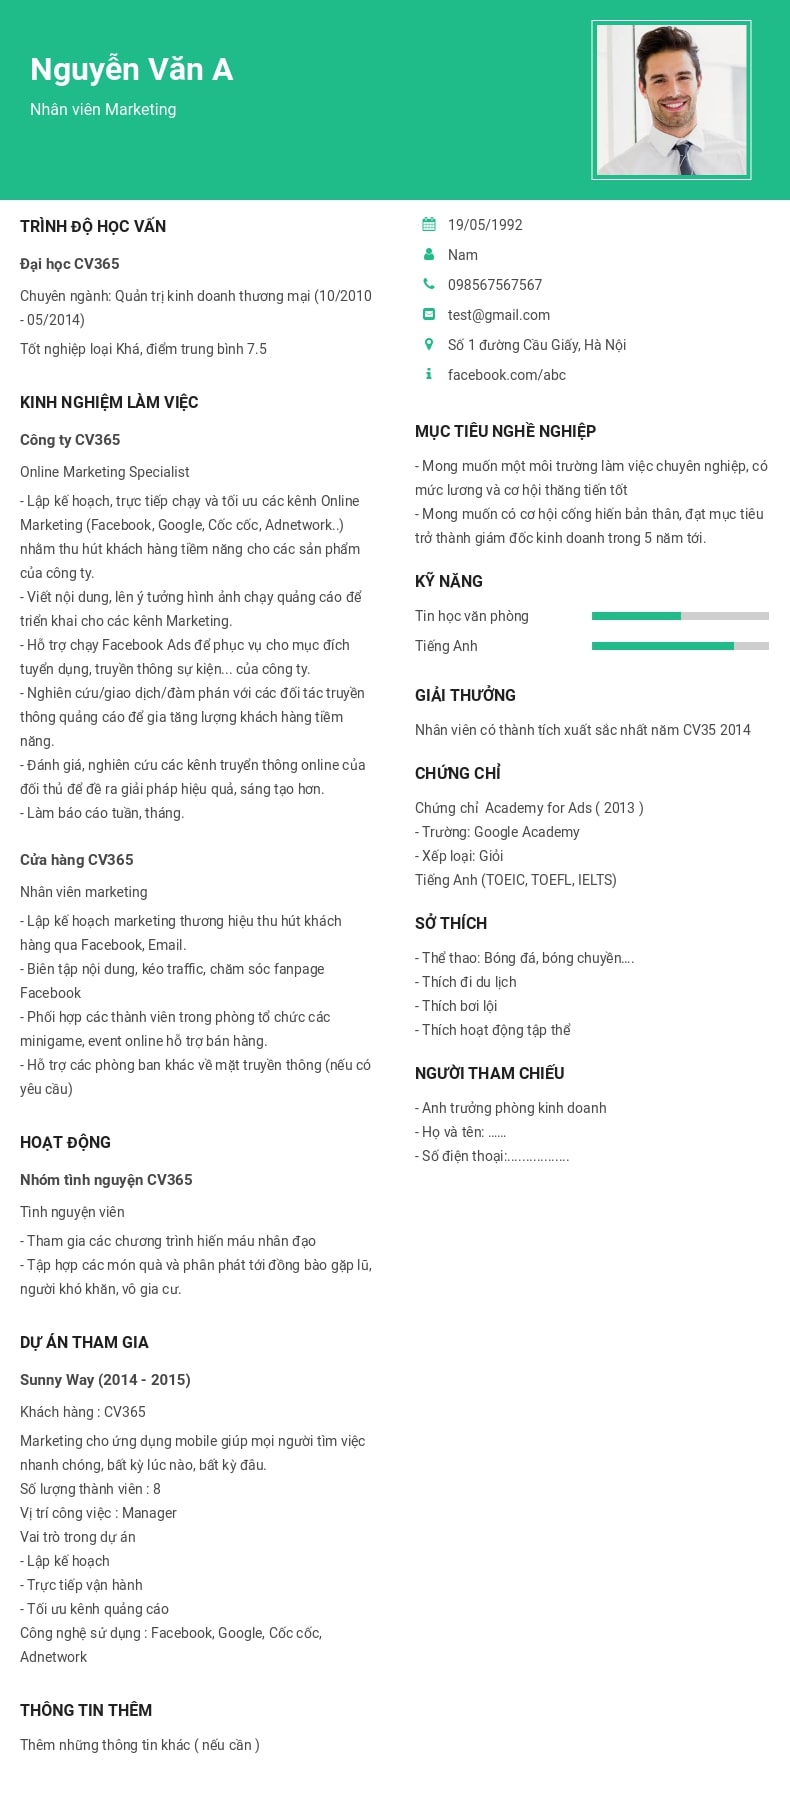 Nguyễn Văn A
Nhân viên Marketing
TRÌNH ĐỘ HỌC VẤN
Đại học CV365
Chuyên ngành: Quản trị kinh doanh thương mại (10/2010
- 05/2014)
Tốt nghiệp loại Khá, điểm trung bình 7.5
KINH NGHIỆM LÀM VIỆC
Công ty CV365
Online Marketing Specialist
- Lập kế hoạch, trực tiếp chạy và tối ưu các kênh Online
Marketing (Facebook, Google, Cốc cốc, Adnetwork..)
nhằm thu hút khách hàng tiềm năng cho các sản phẩm
của công ty.
- Viết nội dung, lên ý tưởng hình ảnh chạy quảng cáo để
triển khai cho các kênh Marketing.
- Hỗ trợ chạy Facebook Ads để phục vụ cho mục đích
tuyển dụng, truyền thông sự kiện... của công ty.
- Nghiên cứu/giao dịch/đàm phán với các đối tác truyền
thông quảng cáo để gia tăng lượng khách hàng tiềm
năng.
- Đánh giá, nghiên cứu các kênh truyển thông online của
đối thủ để đề ra giải pháp hiệu quả, sáng tạo hơn.
- Làm báo cáo tuần, tháng.
Cửa hàng CV365
Nhân viên marketing
- Lập kế hoạch marketing thương hiệu thu hút khách
hàng qua Facebook, Email.
- Biên tập nội dung, kéo traffic, chăm sóc fanpage
Facebook
- Phối hợp các thành viên trong phòng tổ chức các
minigame, event online hỗ trợ bán hàng.
- Hỗ trợ các phòng ban khác về mặt truyền thông (nếu có
yêu cầu)
HOẠT ĐỘNG
Nhóm tình nguyện CV365
Tình nguyện viên
- Tham gia các chương trình hiến máu nhân đạo
- Tập hợp các món quà và phân phát tới đồng bào gặp lũ,
người khó khăn, vô gia cư.
DỰ ÁN THAM GIA
Sunny Way (2014 - 2015)
Khách hàng : CV365
Marketing cho ứng dụng mobile giúp mọi người tìm việc
nhanh chóng, bất kỳ lúc nào, bất kỳ đâu.
Số lượng thành viên : 8
Vị trí công việc : Manager
Vai trò trong dự án
- Lập kế hoạch
- Trực tiếp vận hành
- Tối ưu kênh quảng cáo
Công nghệ sử dụng : Facebook, Google, Cốc cốc,
Adnetwork
THÔNG TIN THÊM
Thêm những thông tin khác ( nếu cần )
19/05/1992
Nam
098567567567
test@gmail.com
Số 1 đường Cầu Giấy, Hà Nội
facebook.com/abc
MỤC TIÊU NGHỀ NGHIỆP
- Mong muốn một môi trường làm việc chuyên nghiệp, có
mức lương và cơ hội thăng tiến tốt
- Mong muốn có cơ hội cống hiến bản thân, đạt mục tiêu
trở thành giám đốc kinh doanh trong 5 năm tới.
KỸ NĂNG
Tin học văn phòng
Tiếng Anh
GIẢI THƯỞNG
Nhân viên có thành tích xuất sắc nhất năm CV35 2014
CHỨNG CHỈ
Chứng chỉ  Academy for Ads ( 2013 )
- Trường: Google Academy
- Xếp loại: Giỏi
Tiếng Anh (TOEIC, TOEFL, IELTS)
SỞ THÍCH
- Thể thao: Bóng đá, bóng chuyền....
- Thích đi du lịch
- Thích bơi lội
- Thích hoạt động tập thể
NGƯỜI THAM CHIẾU
- Anh trưởng phòng kinh doanh
- Họ và tên: ......
- Số điện thoại:.................